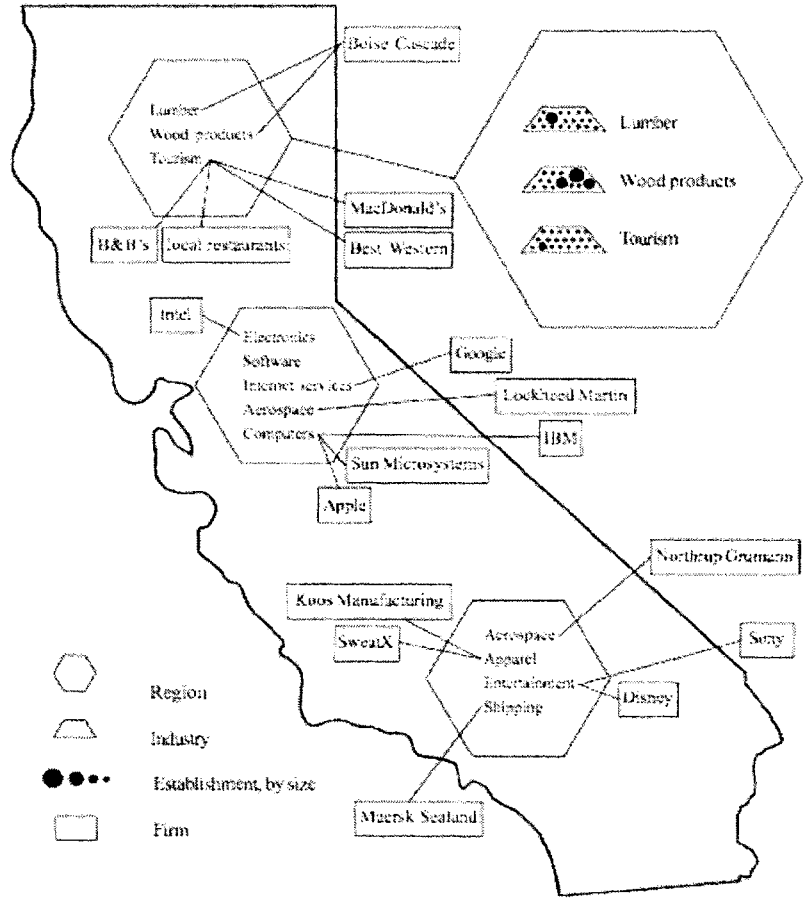 Boise Cascade
Lumber
Wood products
Tourism
MacDonald's
Best Western
B&B's
local restaurants
Lumber
Wood products
Tourism
Intel
Electronics
Software
Internet services
Aerospace
Computers
Google
Lockheed Martin
IBM
Sun Microsystems
Apple
Northrup Grumann
Koos Manufacturing
SweatX
Aerospace
Apparel
Entertainment
Shipping
Sony
Disney
Maersk Sealand
Region
Industry
Establishment, by size
Firm